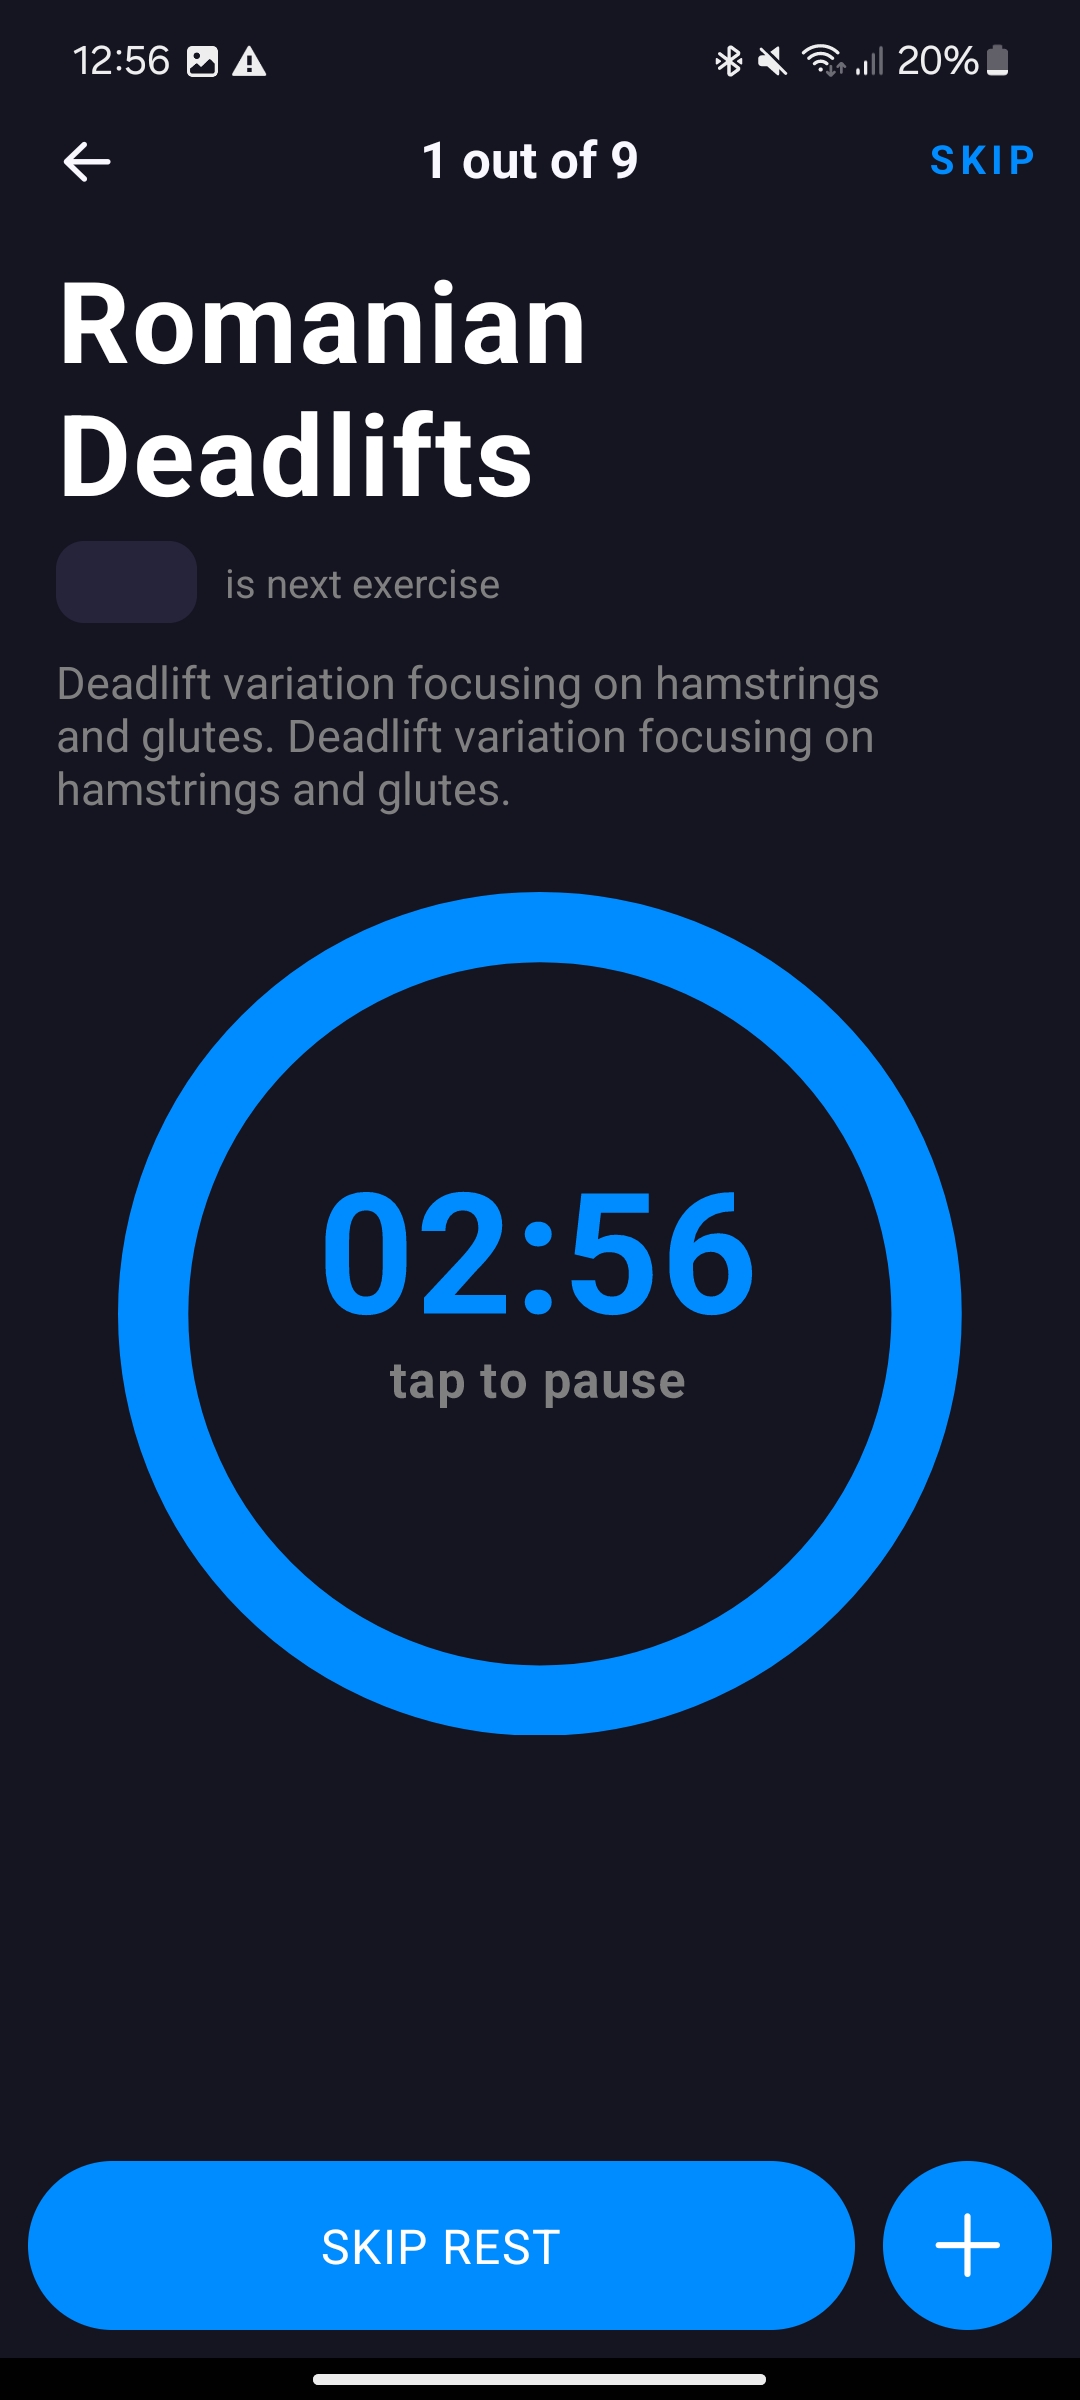 12:56
20%
1 out of 9
SKIP
Romanian
Deadlifts
is next exercise
Deadlift variation focusing on hamstrings
and glutes. Deadlift variation focusing on
hamstrings and glutes.
02:56
tap to pause
SKIP REST